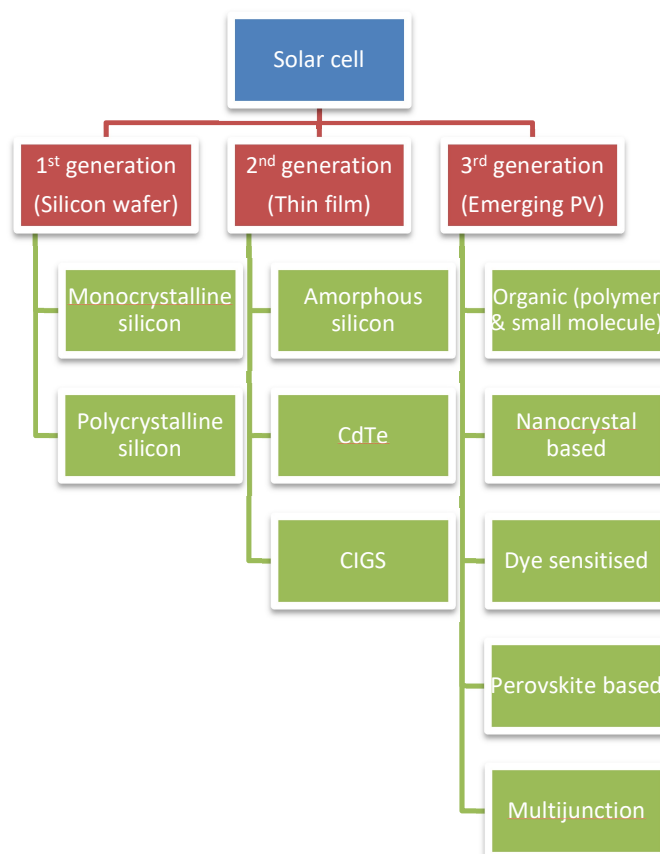 Solar cell
1st generation
(Silicon wafer)
2nd generation
(Thin film)
3rd generation
(Emerging PV)
Monocrystalline
silicon
Polycrystalline
silicon
Amorphous
silicon
CdTe
CIGS
Organic (polymer
& small molecule)
Nanocrystal
based
Dye sensitised
Perovskite based
Multijunction